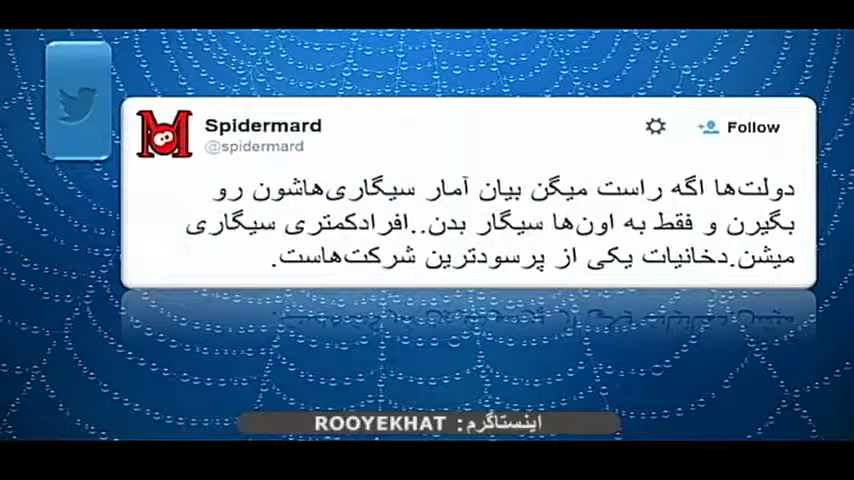 Spidermard
@spidermard
Follow
دولت‌ها اگه راست میگن بیان آمار سیگاری‌هاشون رو
بگیرن و فقط به اون‌ها سیگار بدن..افرادکمتری سیگاری
میشن.دخانیات یکی از پرسودترین شرکت‌هاست.
اینستاگرم: ROOYEKHAT